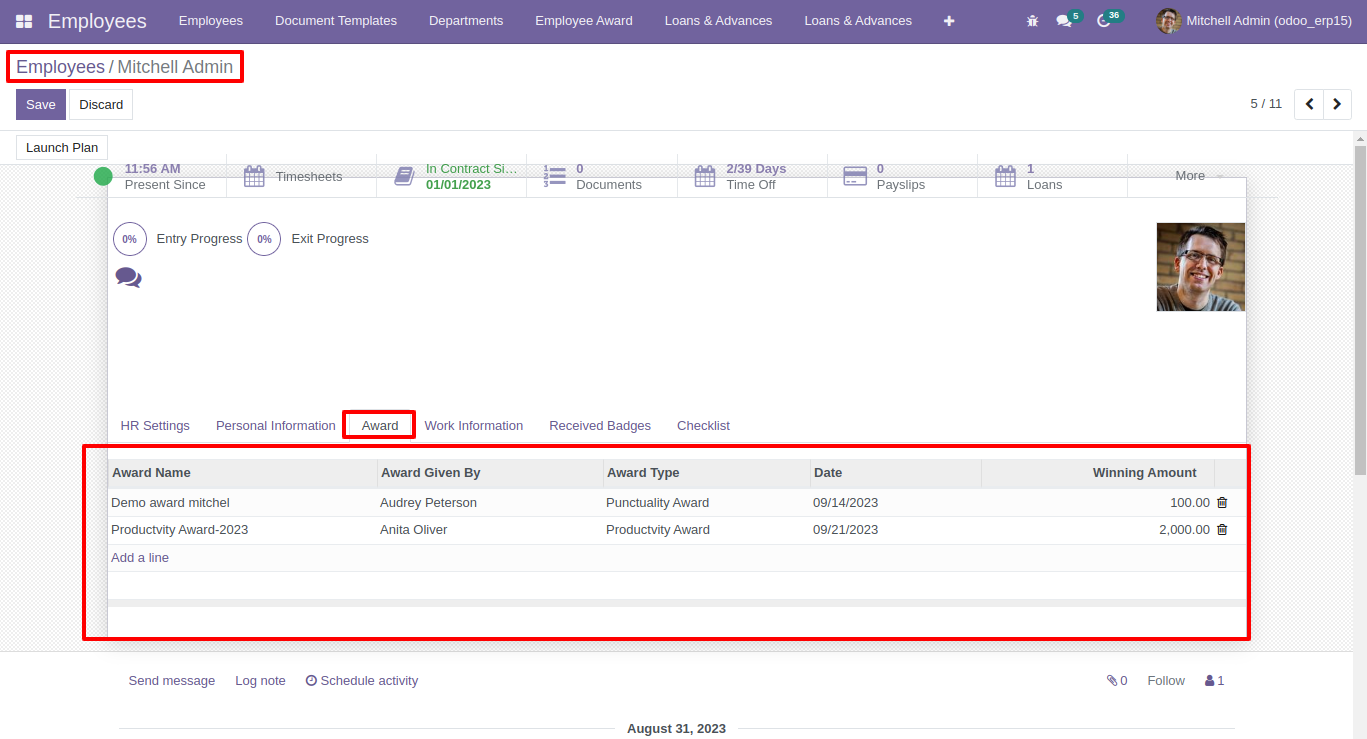 Employees Employees Document Templates Departments Employee Award Loans & Advances Loans & Advances 5 36 Mitchell Admin (odoo_erp15)
Employees / Mitchell Admin
Save Discard 5 / 11
Launch Plan
11:56 AM
Present Since
Timesheets
In Contract Si…
01/01/2023
0
Documents
2/39 Days
Time Off
0
Payslips
1
Loans
More
0% Entry Progress 0% Exit Progress
HR Settings Personal Information Award Work Information Received Badges Checklist
Award Name Award Given By Award Type Date Winning Amount
Demo award mitchel Audrey Peterson Punctuality Award 09/14/2023 100.00
Productvity Award-2023 Anita Oliver Productvity Award 09/21/2023 2,000.00
Add a line
Send message Log note Schedule activity 0 Follow 1
August 31, 2023